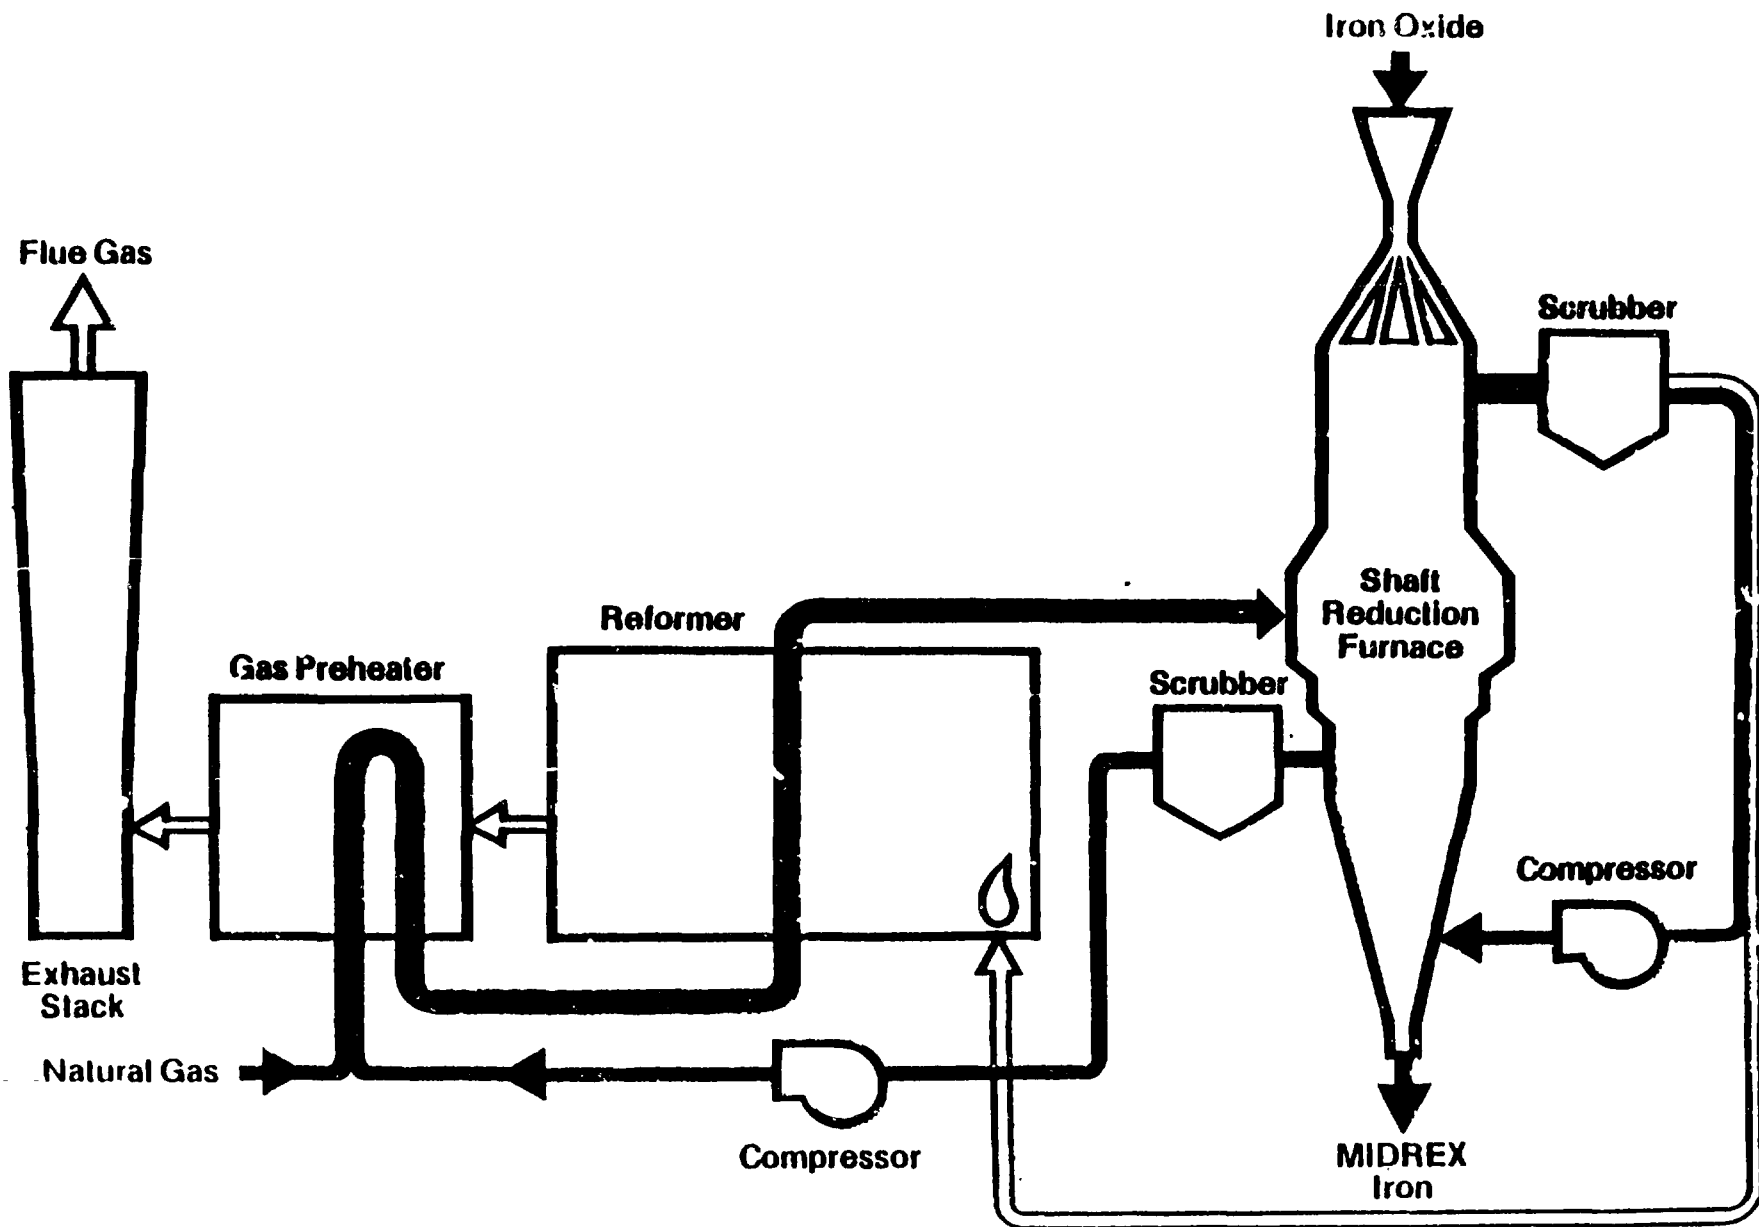 Iron Oxide
Flue Gas
Scrubber
Shaft
Reduction
Furnace
Reformer
Gas Preheater
Scrubber
Compressor
Exhaust
Stack
Natural Gas
Compressor
MIDREX
Iron